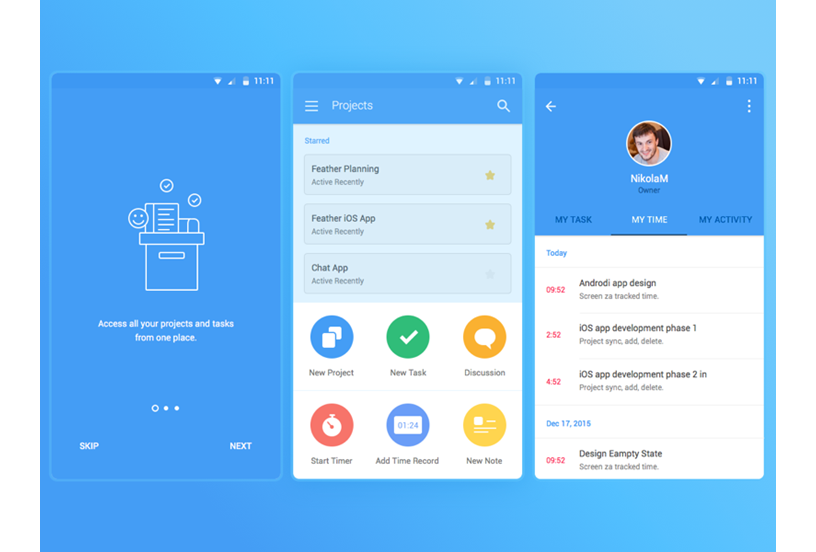 11:11
Access all your projects and tasks
from one place.
SKIP
NEXT
11:11
Projects
Starred
Feather Planning
Active Recently
Feather iOS App
Active Recently
Chat App
Active Recently
New Project
New Task
Discussion
01:24
Start Timer
Add Time Record
New Note
11:11
NikolaM
Owner
MY TASK
MY TIME
MY ACTIVITY
Today
09:52
Androdi app design
Screen za tracked time.
2:52
iOS app development phase 1
Project sync, add, delete.
4:52
iOS app development phase 2 in
Project sync, add, delete.
Dec 17, 2015
09:52
Design Eampty State
Screen za tracked time.